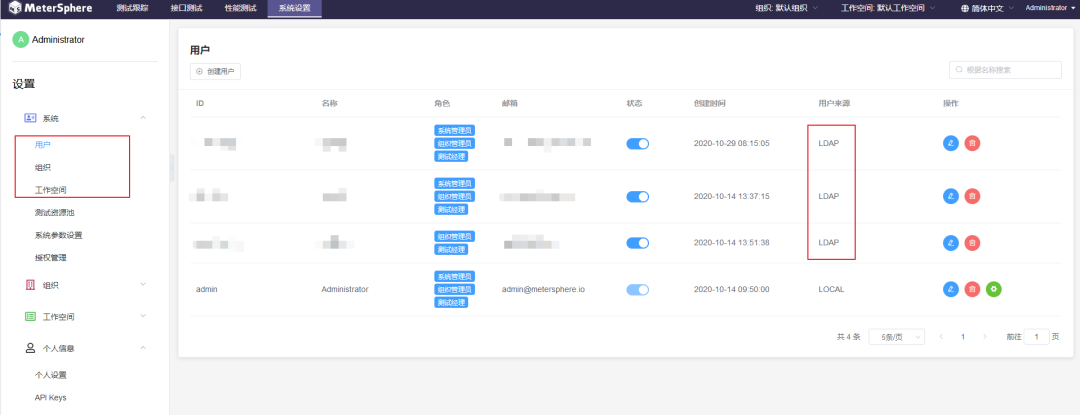 MeterSphere 测试跟踪 接口测试 性能测试 系统设置 组织: 默认组织 工作空间: 默认工作空间 简体中文 Administrator
A Administrator
设置
系统
用户
组织
工作空间
测试资源池
系统参数设置
授权管理
组织
工作空间
个人信息
个人设置
API Keys
用户
创建用户 根据名称搜索
ID 名称 角色 邮箱 状态 创建时间 用户来源 操作
系统管理员
组织管理员 2020-10-29 08:15:05 LDAP
测试经理
系统管理员
组织管理员 2020-10-14 13:37:15 LDAP
测试经理
系统管理员
组织管理员 2020-10-14 13:51:38 LDAP
测试经理
系统管理员
admin Administrator 组织管理员 admin@metersphere.io 2020-10-14 09:50:00 LOCAL
测试经理
共 4 条 5条/页 1 前往 1 页